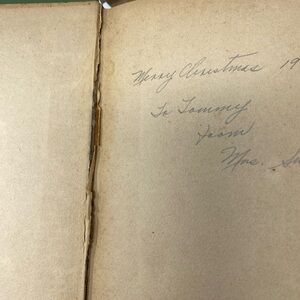 Merry Christmas 19
To Tommy
from
Mrs. S